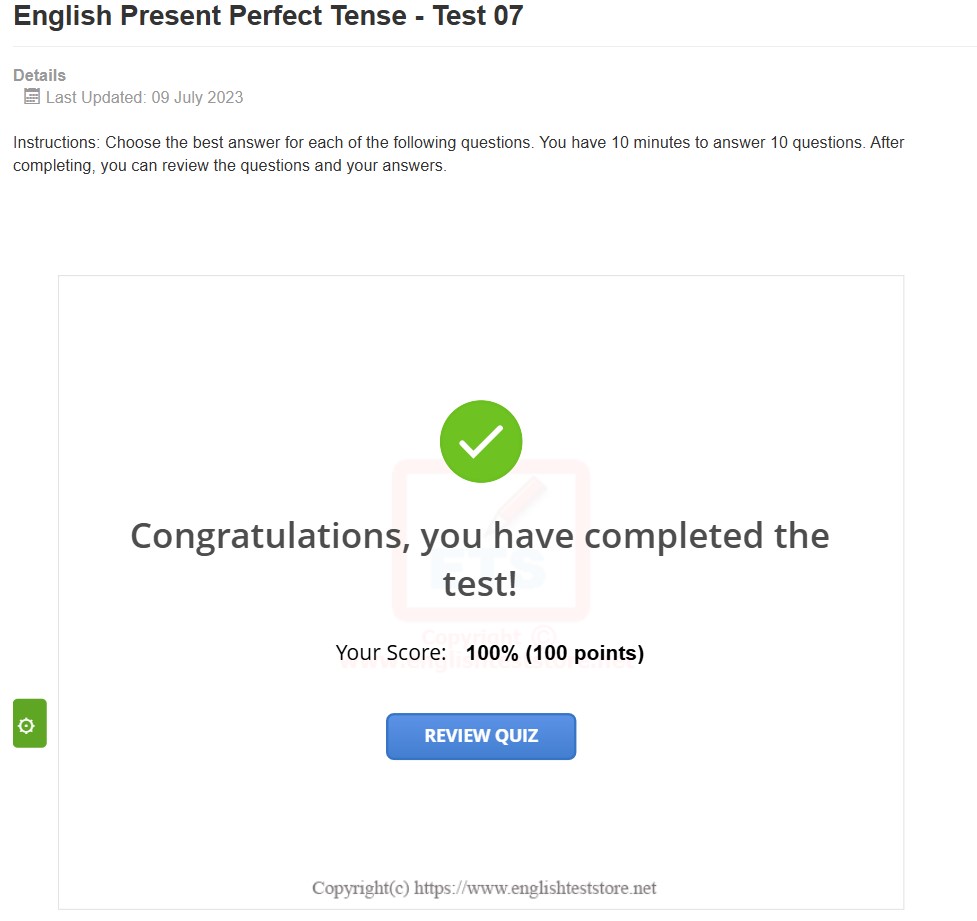 English Present Perfect Tense - Test 07
Details
Last Updated: 09 July 2023
Instructions: Choose the best answer for each of the following questions. You have 10 minutes to answer 10 questions. After
completing, you can review the questions and your answers.
ETS
Congratulations, you have completed the
test!
Copyright ©
Your Score: 100% (100 points)
REVIEW QUIZ
Copyright(c) https://www.englishteststore.net